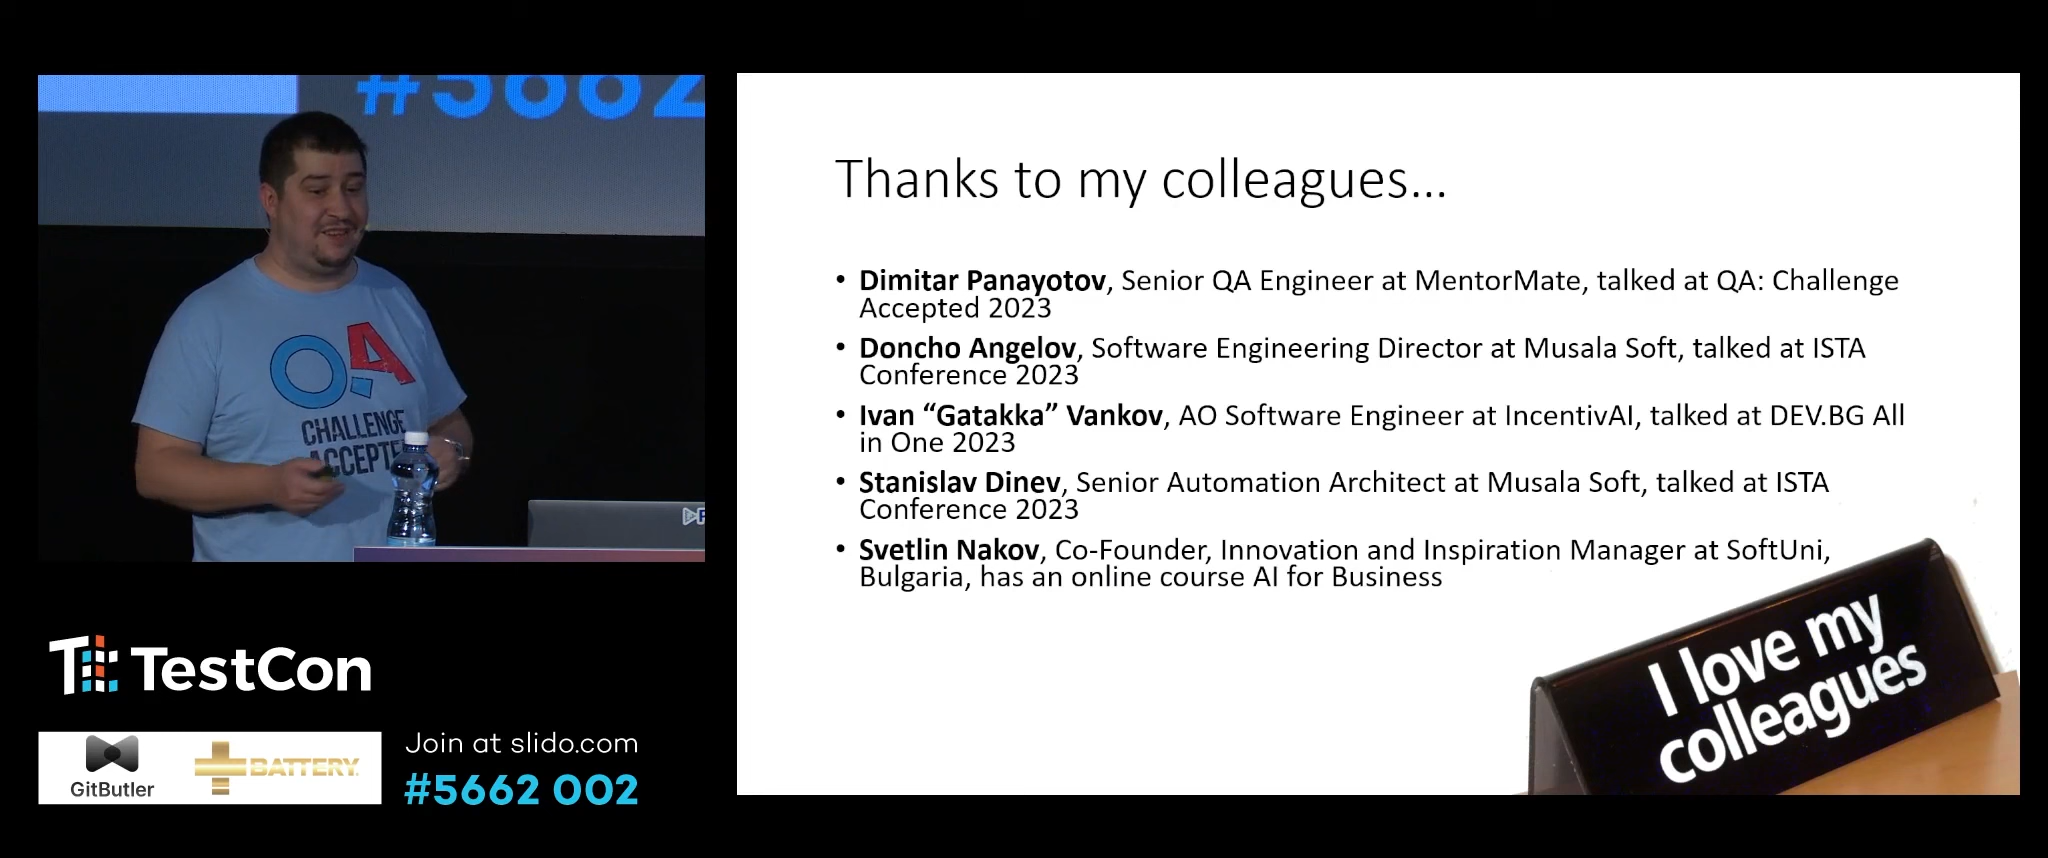 #5662
QA
CHALLENGE
ACCEPTE
TestCon
GitButler
BATTERY
Join at slido.com
#5662 002
Thanks to my colleagues...
• Dimitar Panayotov, Senior QA Engineer at MentorMate, talked at QA: Challenge
Accepted 2023
• Doncho Angelov, Software Engineering Director at Musala Soft, talked at ISTA
Conference 2023
• Ivan “Gatakka” Vankov, AO Software Engineer at IncentivAI, talked at DEV.BG All
in One 2023
• Stanislav Dinev, Senior Automation Architect at Musala Soft, talked at ISTA
Conference 2023
• Svetlin Nakov, Co-Founder, Innovation and Inspiration Manager at SoftUni,
Bulgaria, has an online course AI for Business
I love my
colleagues